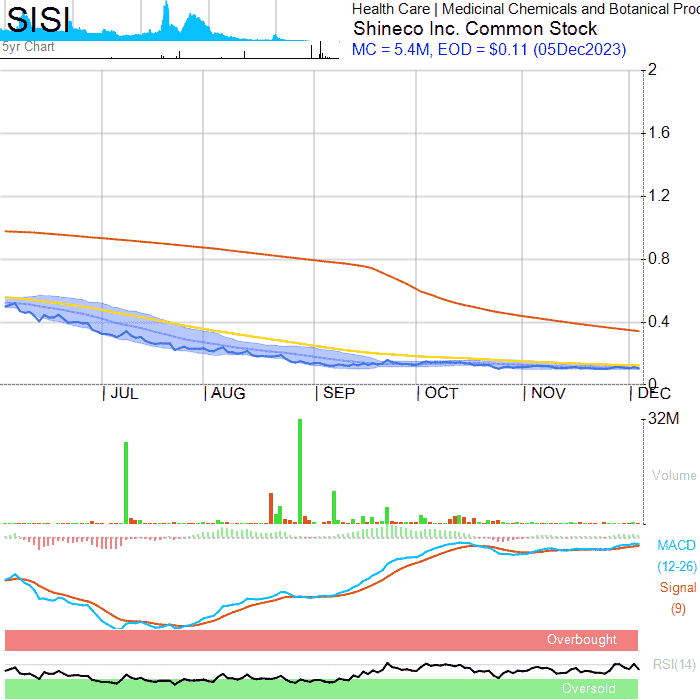 SISI
5yr Chart
Health Care | Medicinal Chemicals and Botanical Proc
Shineco Inc. Common Stock
MC = 5.4M, EOD = $0.11 (05Dec2023)
2
1.6
1.2
0.8
0.4
0
JUL AUG SEP OCT NOV DEC
32M
Volume
MACD
(12-26)
Signal
(9)
Overbought
RSI(14)
Oversold